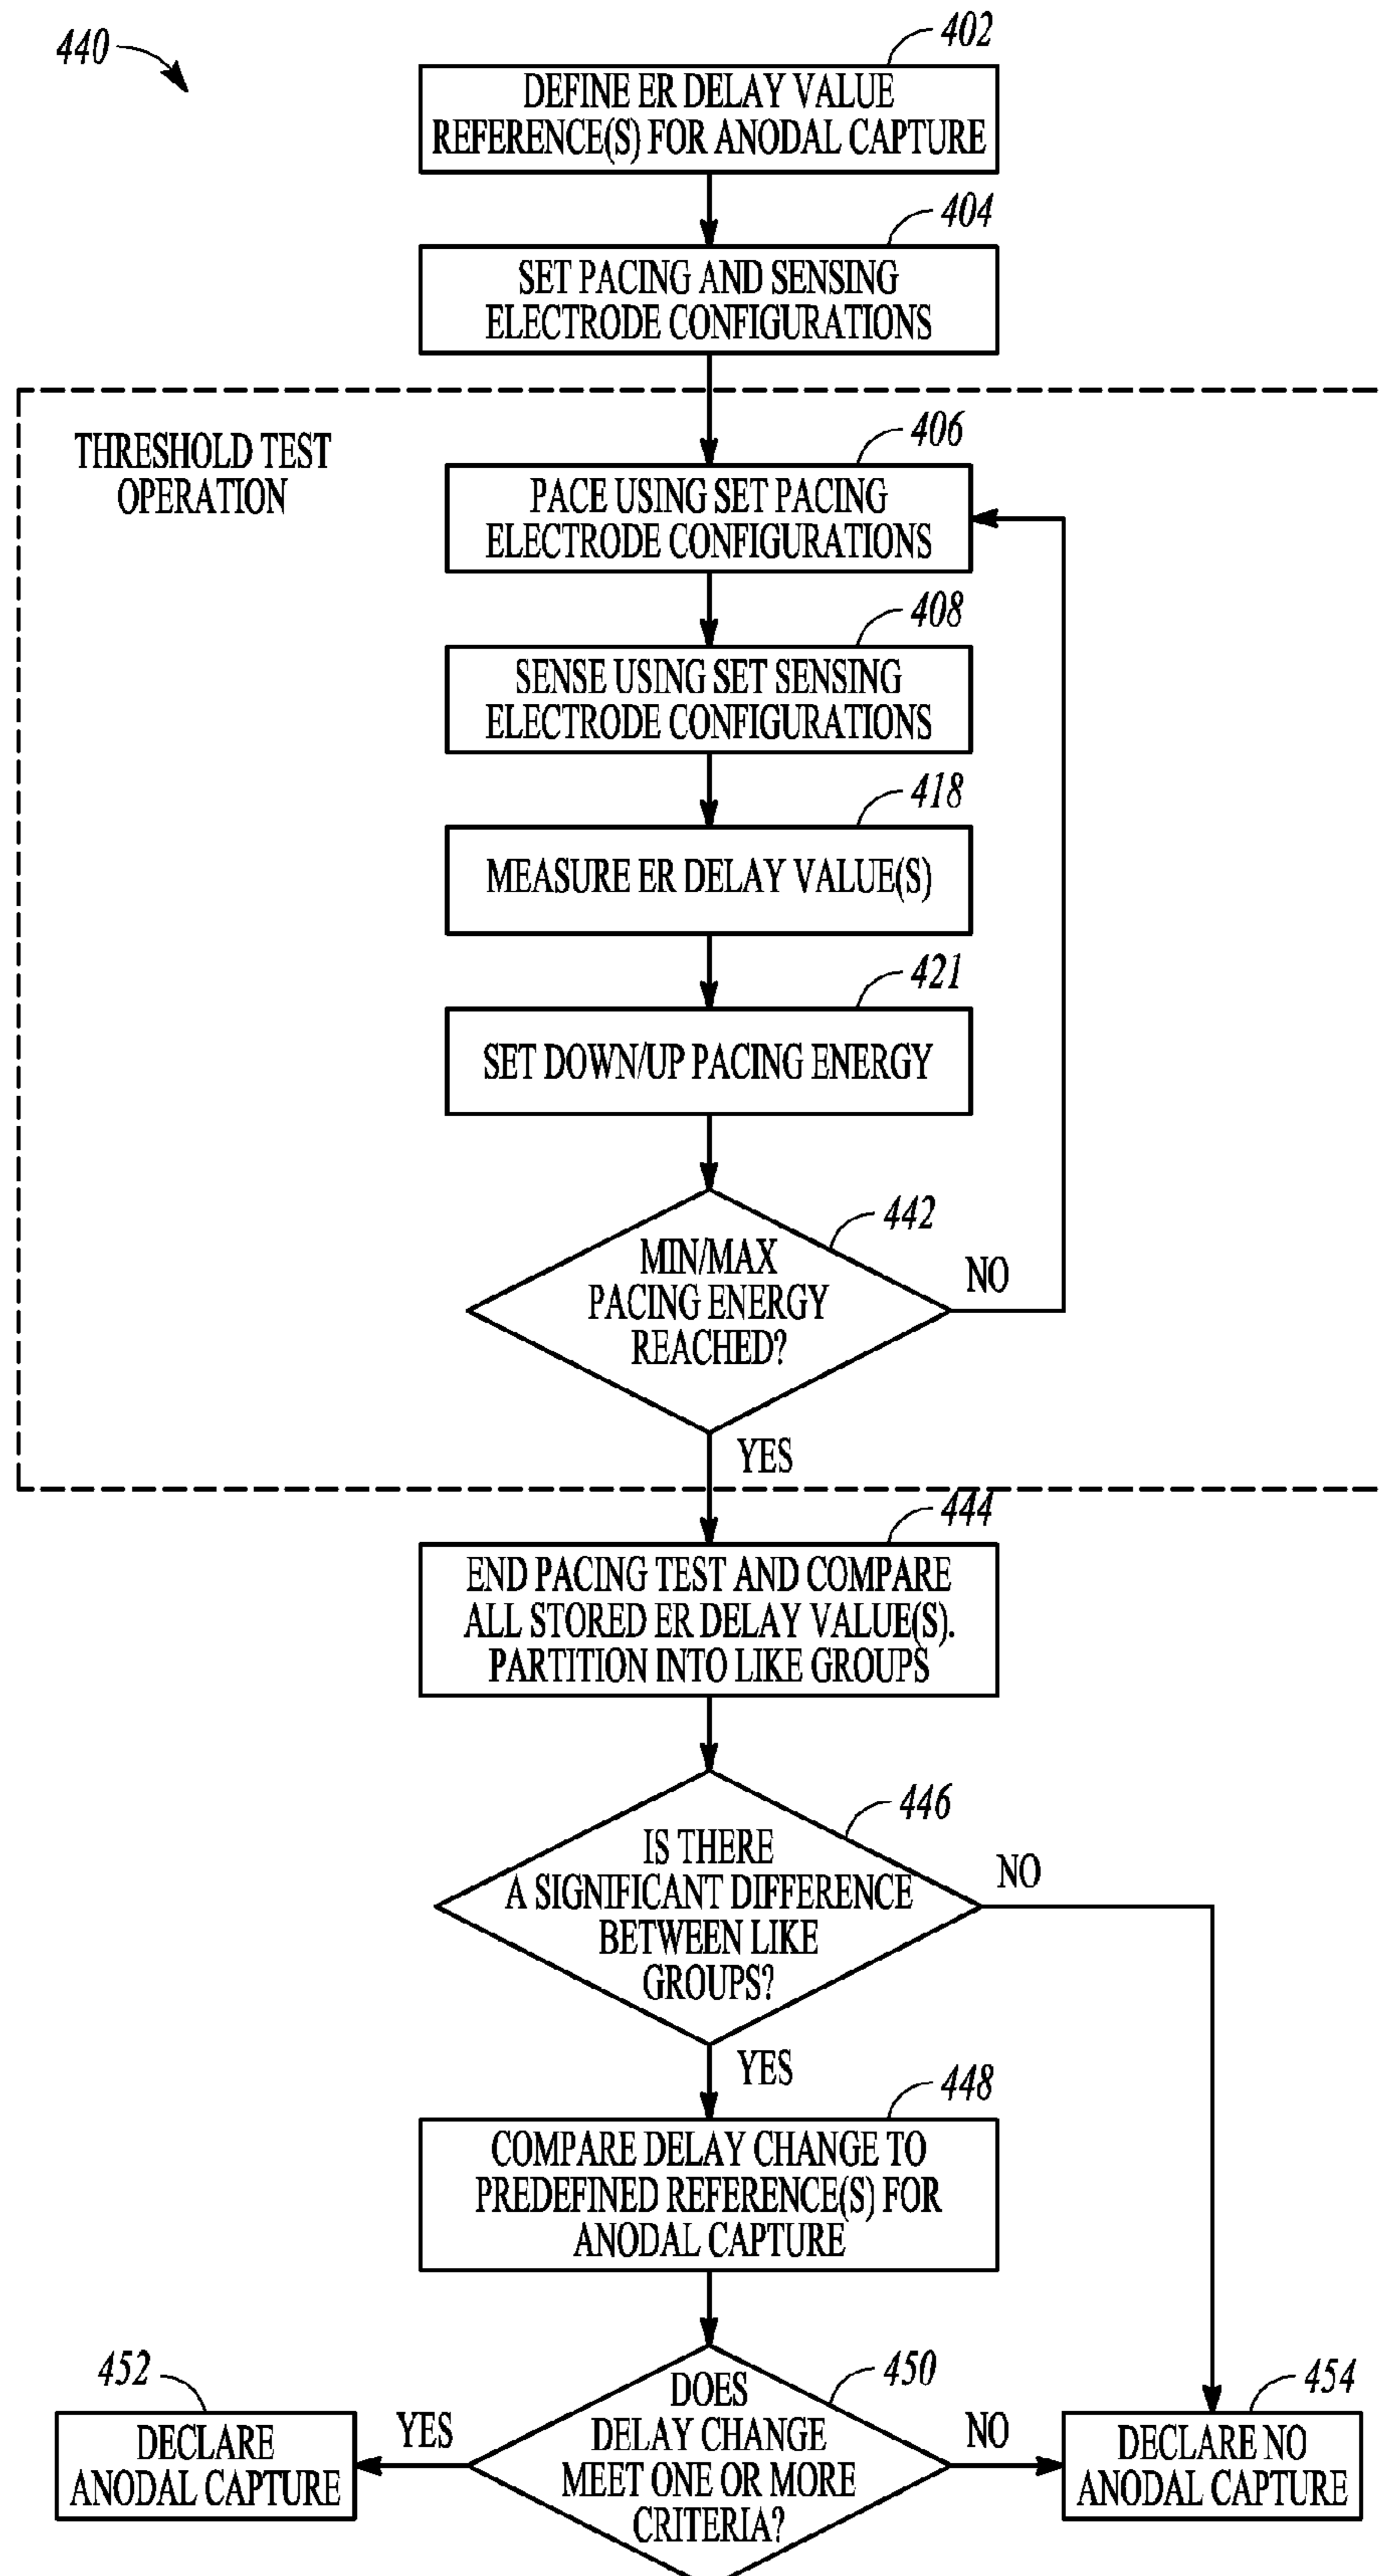 440
402
DEFINE ER DELAY VALUE
REFERENCE(S) FOR ANODAL CAPTURE
404
SET PACING AND SENSING
ELECTRODE CONFIGURATIONS
THRESHOLD TEST
OPERATION
406
PACE USING SET PACING
ELECTRODE CONFIGURATIONS
408
SENSE USING SET SENSING
ELECTRODE CONFIGURATIONS
418
MEASURE ER DELAY VALUE(S)
421
SET DOWN/UP PACING ENERGY
442
MIN/MAX
PACING ENERGY
REACHED?
NO
YES
444
END PACING TEST AND COMPARE
ALL STORED ER DELAY VALUE(S).
PARTITION INTO LIKE GROUPS
446
IS THERE
A SIGNIFICANT DIFFERENCE
BETWEEN LIKE
GROUPS?
NO
YES
448
COMPARE DELAY CHANGE TO
PREDEFINED REFERENCE(S) FOR
ANODAL CAPTURE
450
DOES
DELAY CHANGE
MEET ONE OR MORE
CRITERIA?
YES
NO
452
DECLARE
ANODAL CAPTURE
454
DECLARE NO
ANODAL CAPTURE